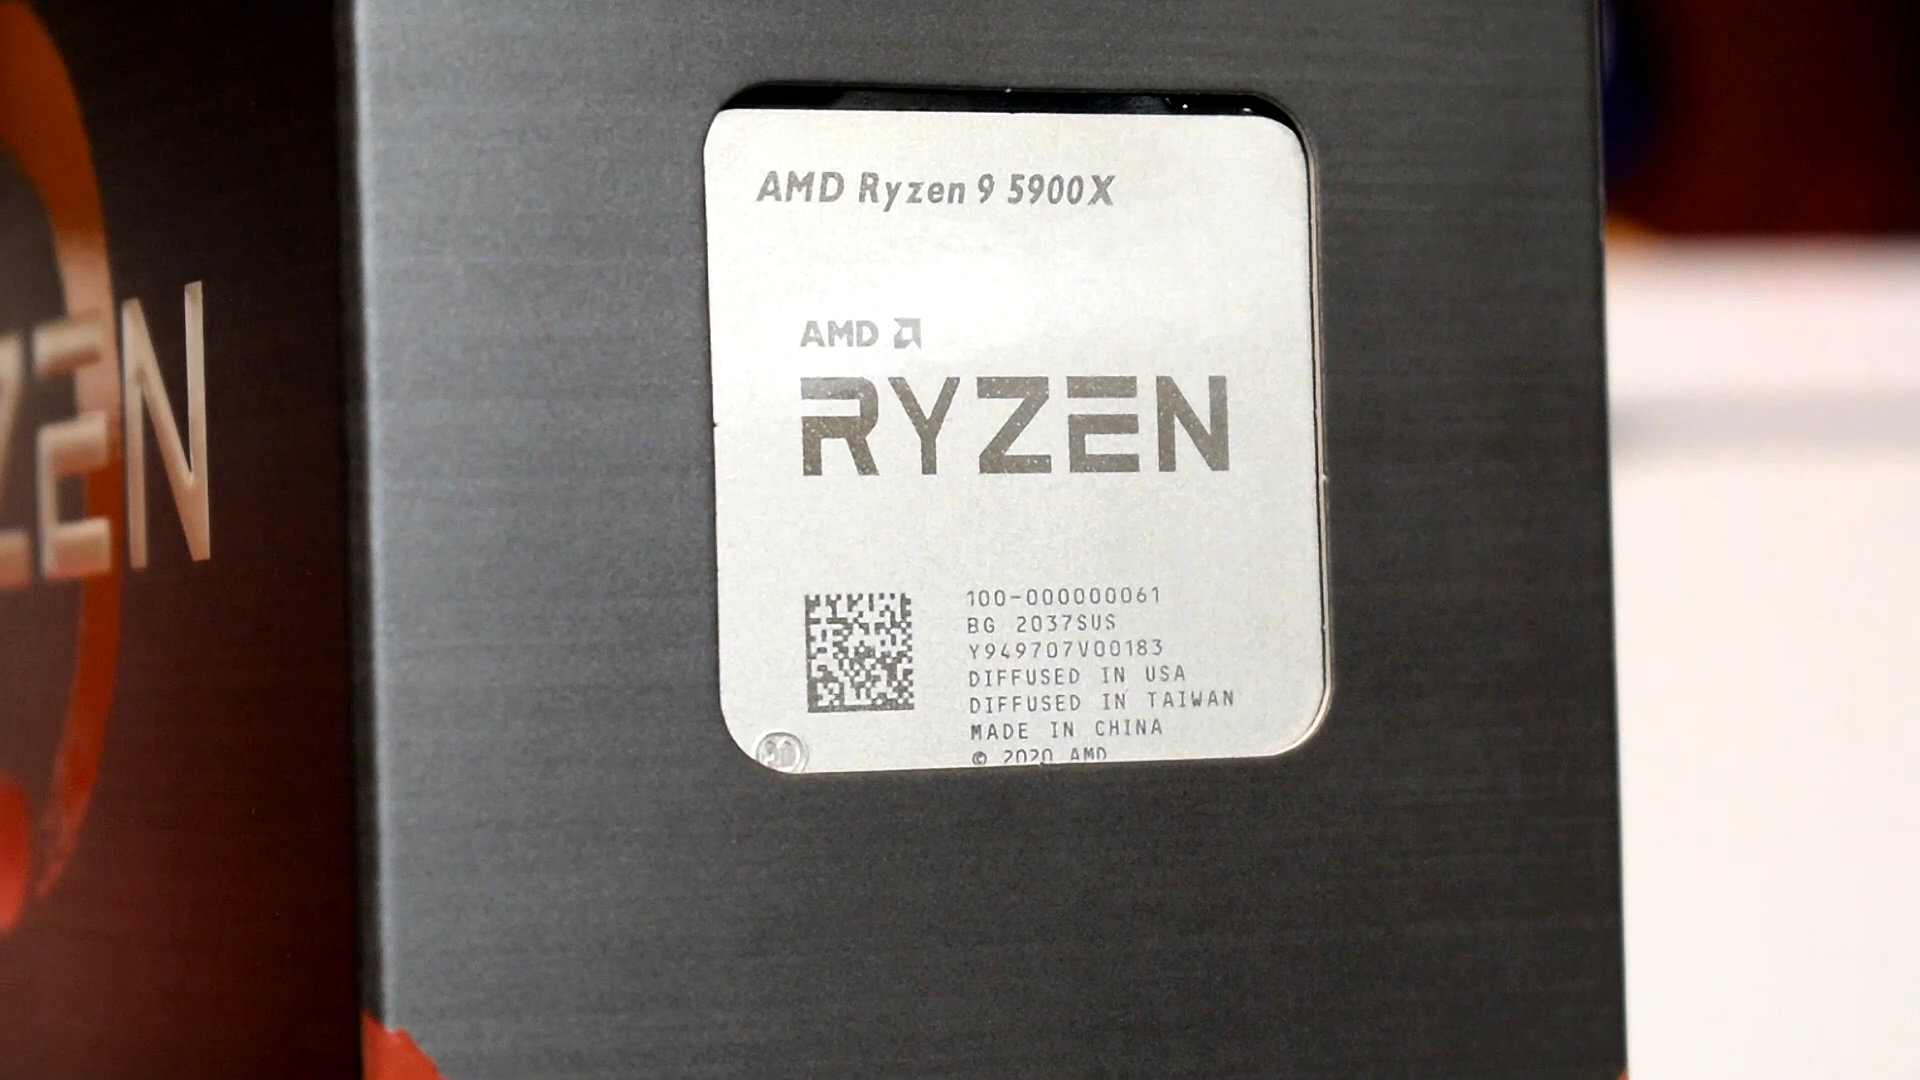 AMD Ryzen 9 5900X
AMD
RYZEN
100-000000061
BG 2037SUS
Y949707V00183
DIFFUSED IN USA
DIFFUSED IN TAIWAN
MADE IN CHINA
© 2020 AMD
ZEN